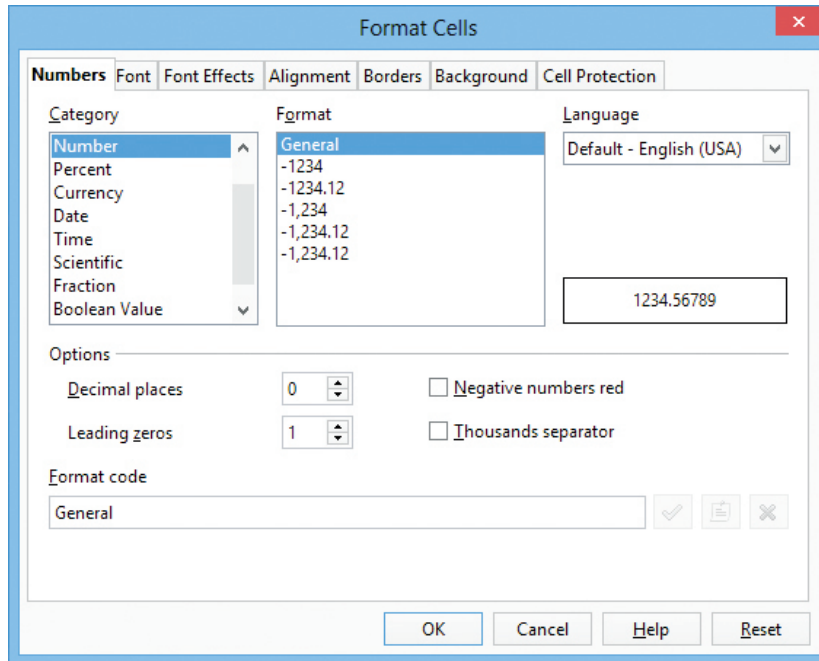 Format Cells
Numbers Font Font Effects Alignment Borders Background Cell Protection
Category
Number
Percent
Currency
Date
Time
Scientific
Fraction
Boolean Value
Format
General
-1234
-1234.12
-1,234
-1,234.12
-1,234.12
Language
Default - English (USA)
1234.56789
Options
Decimal places 0
Negative numbers red
Leading zeros 1
Thousands separator
Format code
General
OK Cancel Help Reset